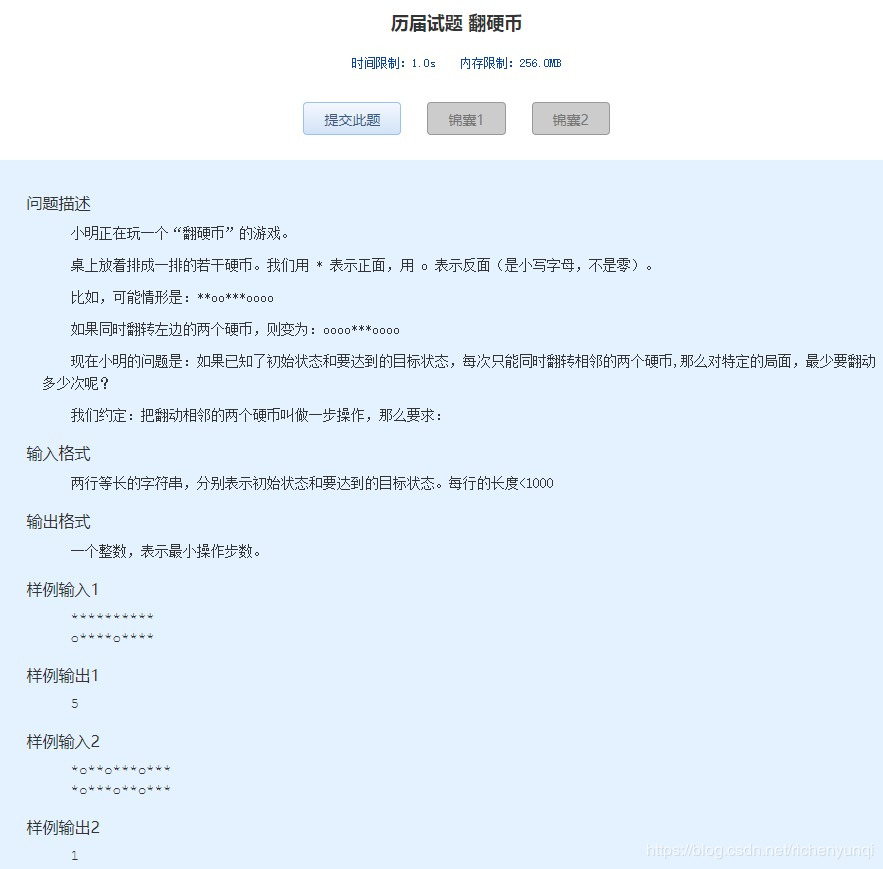 历届试题 翻硬币
时间限制：1.0s 内存限制：256.0MB
提交此题 锦囊1 锦囊2
问题描述
小明正在玩一个“翻硬币”的游戏。
桌上放着排成一排的若干硬币。我们用 * 表示正面，用 o 表示反面（是小写字母，不是零）。
比如，可能情形是：**oo***oooo
如果同时翻转左边的两个硬币，则变为：oooo***oooo
现在小明的问题是：如果已知了初始状态和要达到的目标状态，每次只能同时翻转相邻的两个硬币,那么对特定的局面，最少要翻动
多少次呢？
我们约定：把翻动相邻的两个硬币叫做一步操作，那么要求：
输入格式
两行等长的字符串，分别表示初始状态和要达到的目标状态。每行的长度<1000
输出格式
一个整数，表示最小操作步数。
样例输入1
**********
o****o****
样例输出1
5
样例输入2
*o**o***o***
*o***o**o***
样例输出2
1
https://blog.csdn.net/richenyunqi